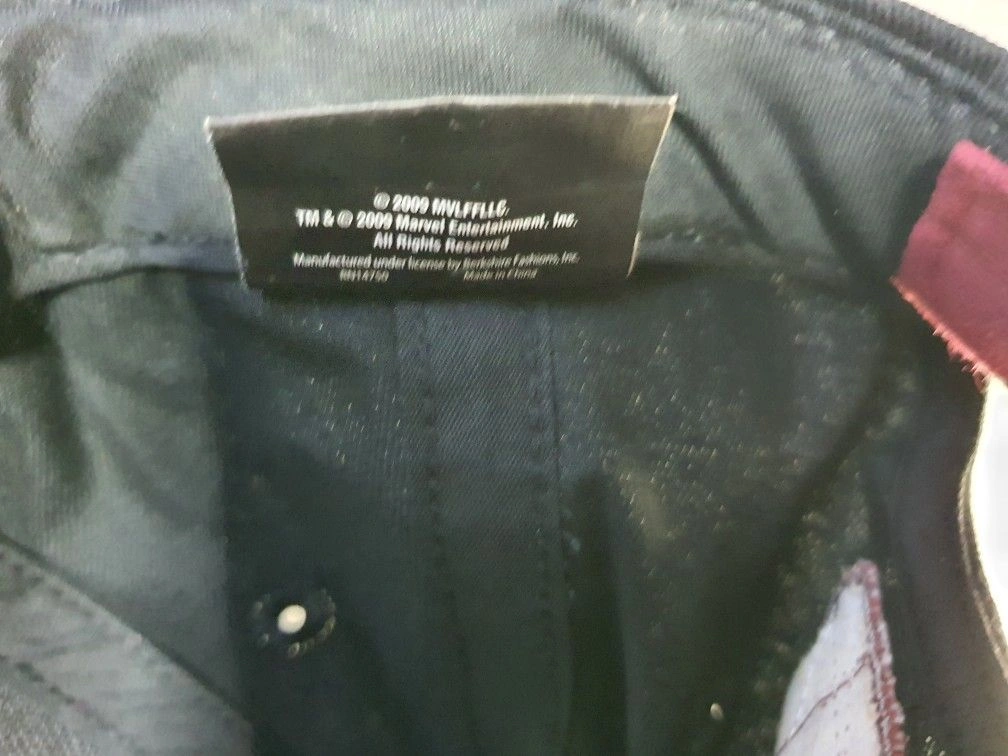 © 2009 MVLFFLLC.
TM & © 2009 Marvel Entertainment, Inc.
All Rights Reserved
Manufactured under license by Berkshire Fashions, Inc.
RN14750 Made in China